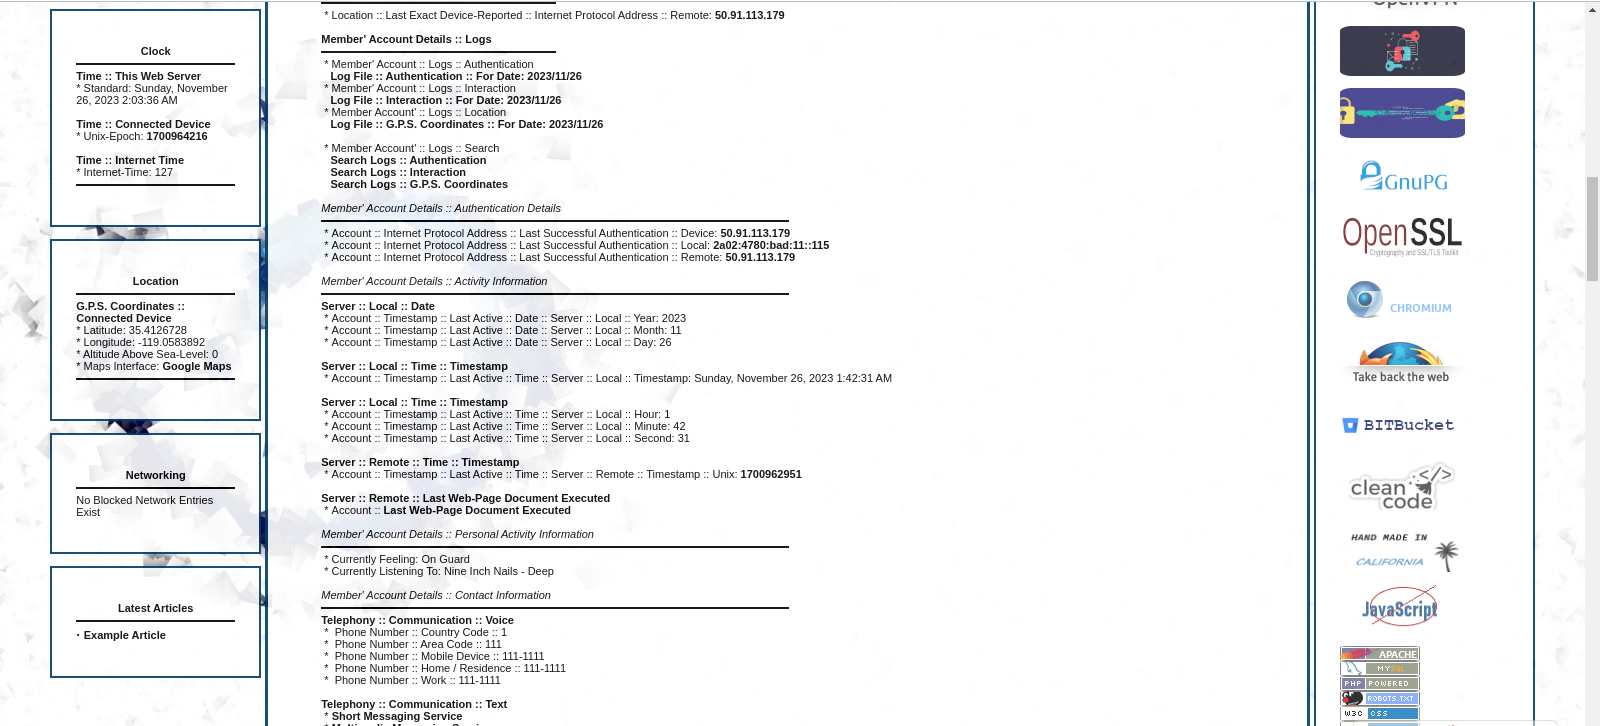 Clock
Time :: This Web Server
* Standard: Sunday, November
26, 2023 2:03:36 AM
Time :: Connected Device
* Unix-Epoch: 1700964216
Time :: Internet Time
* Internet-Time: 127
Location
G.P.S. Coordinates ::
Connected Device
* Latitude: 35.4126728
* Longitude: -119.0583892
* Altitude Above Sea-Level: 0
* Maps Interface: Google Maps
Networking
No Blocked Network Entries
Exist
Latest Articles
· Example Article
* Location :: Last Exact Device-Reported :: Internet Protocol Address :: Remote: 50.91.113.179
Member' Account Details :: Logs
* Member' Account :: Logs :: Authentication
Log File :: Authentication :: For Date: 2023/11/26
* Member' Account :: Logs :: Interaction
Log File :: Interaction :: For Date: 2023/11/26
* Member Account' :: Logs :: Location
Log File :: G.P.S. Coordinates :: For Date: 2023/11/26
* Member Account' :: Logs :: Search
Search Logs :: Authentication
Search Logs :: Interaction
Search Logs :: G.P.S. Coordinates
Member' Account Details :: Authentication Details
* Account :: Internet Protocol Address :: Last Successful Authentication :: Device: 50.91.113.179
* Account :: Internet Protocol Address :: Last Successful Authentication :: Local: 2a02:4780:bad:11::115
* Account :: Internet Protocol Address :: Last Successful Authentication :: Remote: 50.91.113.179
Member' Account Details :: Activity Information
Server :: Local :: Date
* Account :: Timestamp :: Last Active :: Date :: Server :: Local :: Year: 2023
* Account :: Timestamp :: Last Active :: Date :: Server :: Local :: Month: 11
* Account :: Timestamp :: Last Active :: Date :: Server :: Local :: Day: 26
Server :: Local :: Time :: Timestamp
* Account :: Timestamp :: Last Active :: Time :: Server :: Local :: Timestamp: Sunday, November 26, 2023 1:42:31 AM
Server :: Local :: Time :: Timestamp
* Account :: Timestamp :: Last Active :: Time :: Server :: Local :: Hour: 1
* Account :: Timestamp :: Last Active :: Time :: Server :: Local :: Minute: 42
* Account :: Timestamp :: Last Active :: Time :: Server :: Local :: Second: 31
Server :: Remote :: Time :: Timestamp
* Account :: Timestamp :: Last Active :: Time :: Server :: Remote :: Timestamp :: Unix: 1700962951
Server :: Remote :: Last Web-Page Document Executed
* Account :: Last Web-Page Document Executed
Member' Account Details :: Personal Activity Information
* Currently Feeling: On Guard
* Currently Listening To: Nine Inch Nails - Deep
Member' Account Details :: Contact Information
Telephony :: Communication :: Voice
* Phone Number :: Country Code :: 1
* Phone Number :: Area Code :: 111
* Phone Number :: Mobile Device :: 111-1111
* Phone Number :: Home / Residence :: 111-1111
* Phone Number :: Work :: 111-1111
Telephony :: Communication :: Text
* Short Messaging Service
OpenVPN
GnuPG
OpenSSL
Cryptography and SSL/TLS Toolkit
CHROMIUM
Take back the web
BITBucket
</>
clean
code
HAND MADE IN
CALIFORNIA
JavaScript
APACHE
MYSQL
PHP POWERED
ROBOTS.TXT
W3C CSS